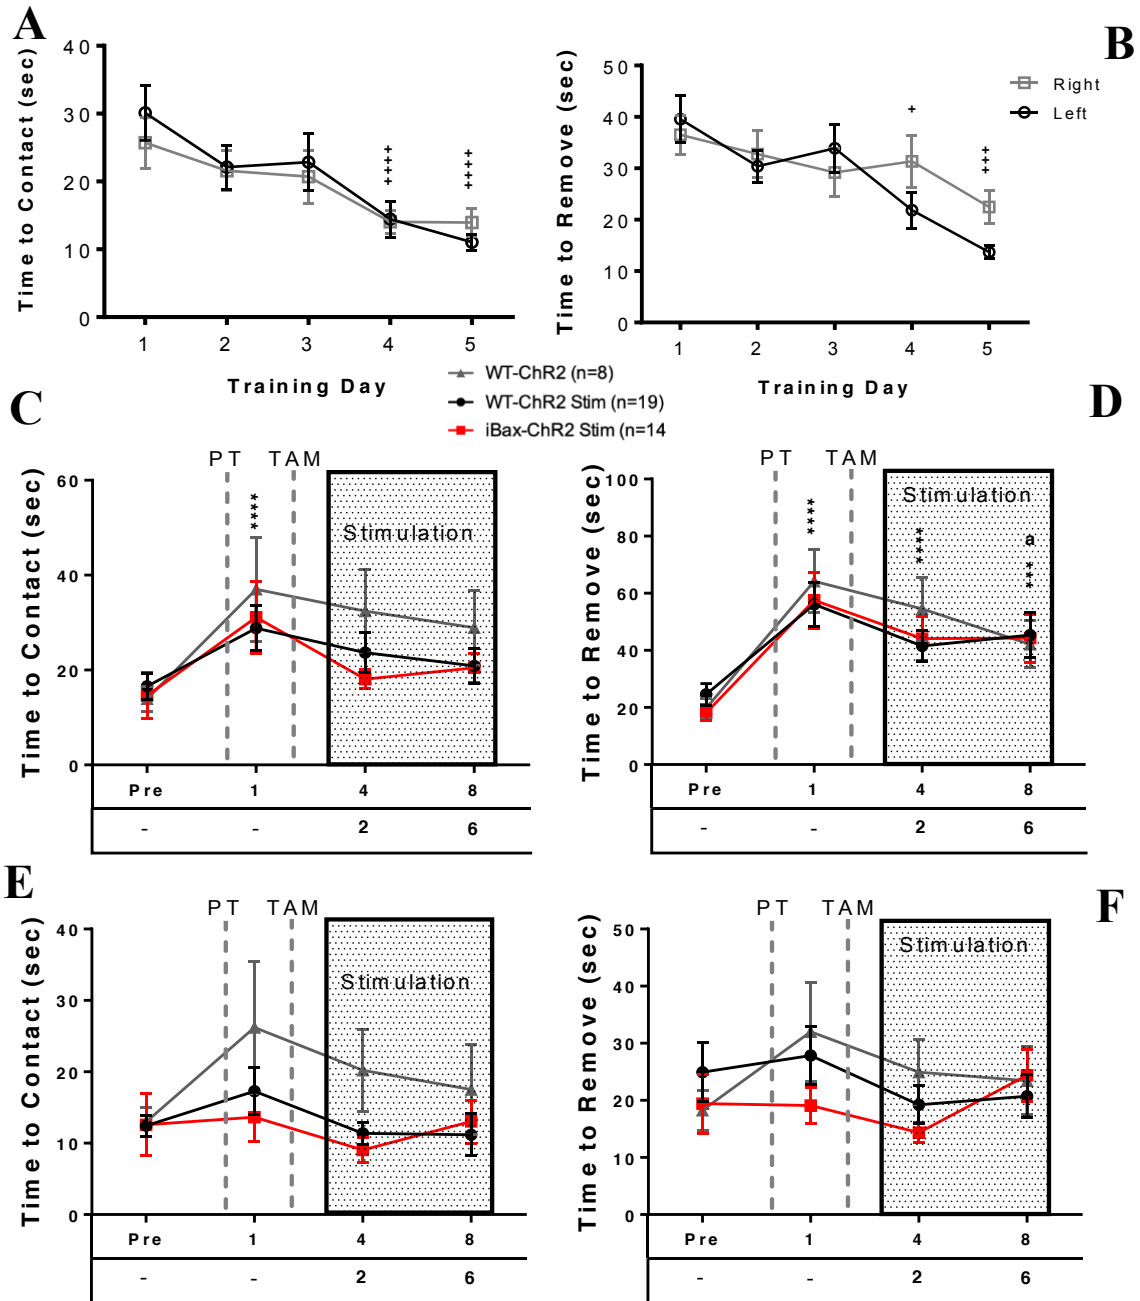 A
B
Time to Contact (sec)
40
30
20
10
0
++++
++++
1 2 3 4 5
Training Day
Time to Remove (sec)
50
40
30
20
10
0
+
+++
1 2 3 4 5
Training Day
Right
Left
WT-ChR2 (n=8)
WT-ChR2 Stim (n=19)
iBax-ChR2 Stim (n=14
C
D
PT TAM
Time to Contact (sec)
60
40
20
0
****
Stimulation
Pre 1 4 8
- - 2 6
PT TAM
Time to Remove (sec)
100
80
60
40
20
0
****
Stimulation
****
a
***
Pre 1 4 8
- - 2 6
E
F
PT TAM
Time to Contact (sec)
40
30
20
10
0
Stimulation
Pre 1 4 8
- - 2 6
PT TAM
Time to Remove (sec)
50
40
30
20
10
0
Stimulation
Pre 1 4 8
- - 2 6